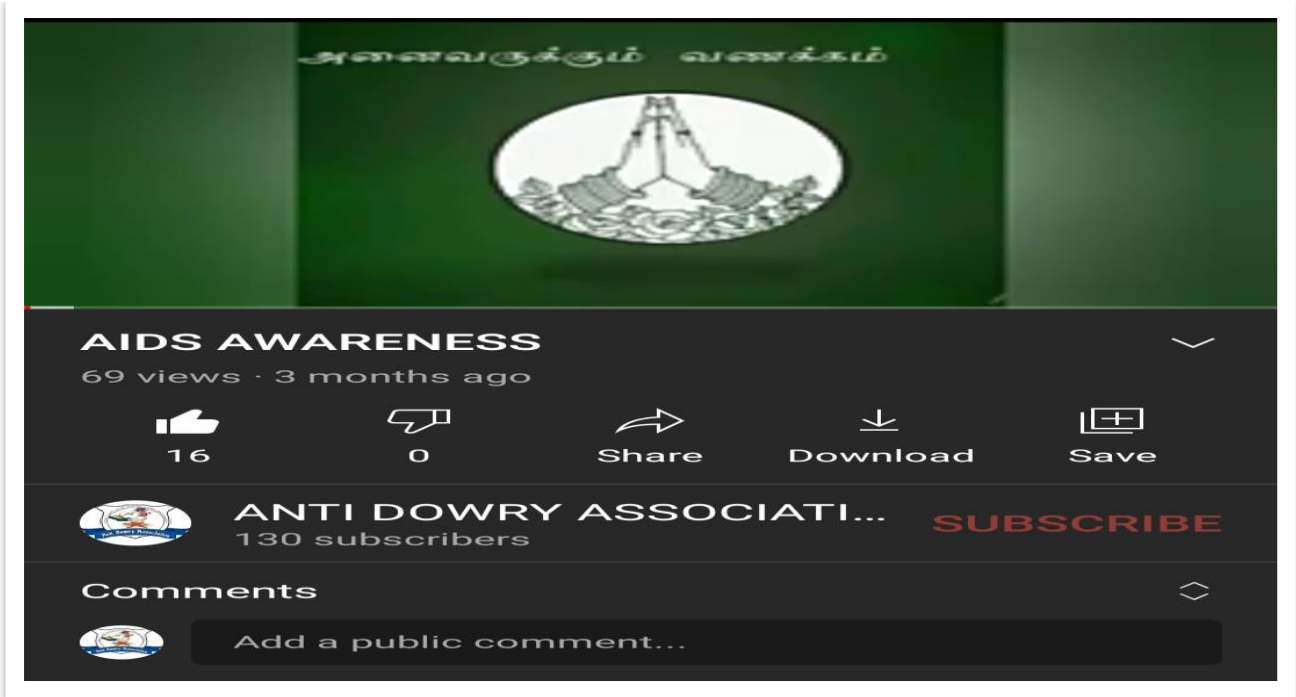 அனைவருக்கும் வணக்கம்
AIDS AWARENESS
69 views · 3 months ago
16 0 Share Download Save
ANTI DOWRY ASSOCIATI... SUBSCRIBE
130 subscribers
Comments
Add a public comment...